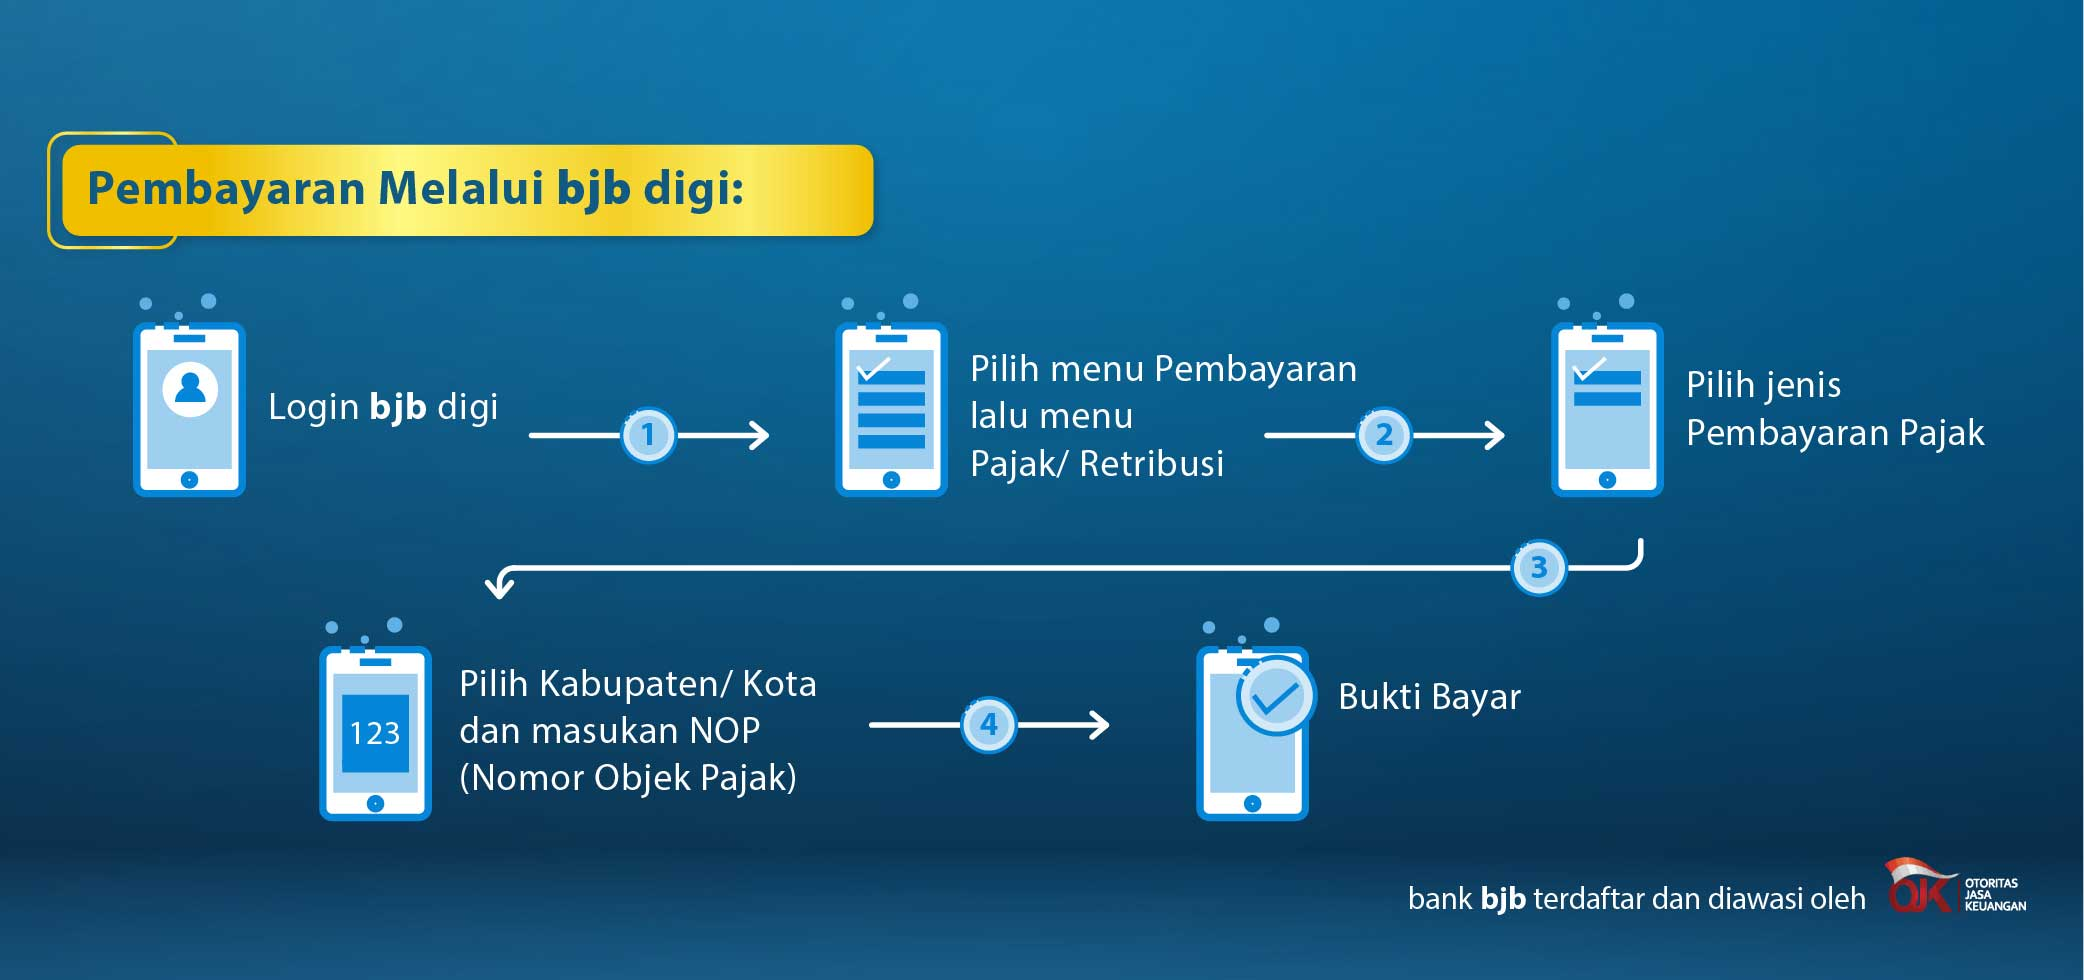 Pembayaran Melalui bjb digi:
Login bjb digi
1
Pilih menu Pembayaran
lalu menu
Pajak/ Retribusi
2
Pilih jenis
Pembayaran Pajak
3
123
Pilih Kabupaten/ Kota
dan masukan NOP
(Nomor Objek Pajak)
4
Bukti Bayar
bank bjb terdaftar dan diawasi oleh
OJK
OTORITAS
JASA
KEUANGAN